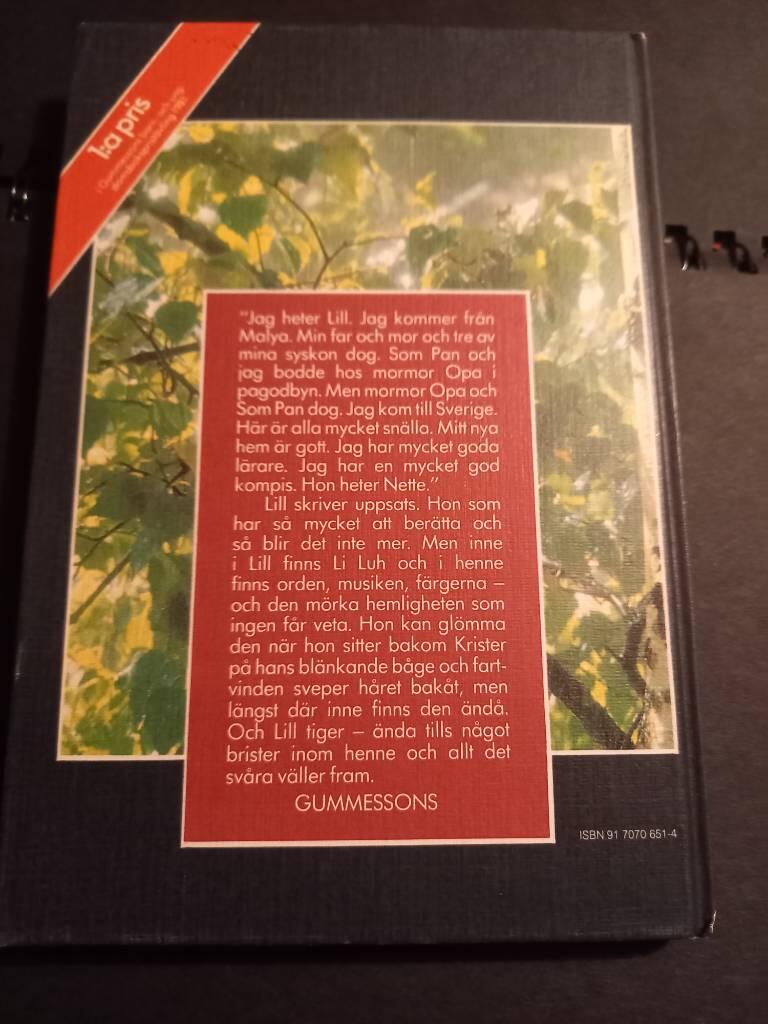 1:a pris
i Gummessons barn- och
"Jag heter Lill. Jag kommer från
Malya. Min far och mor och tre av
mina syskon dog. Som Pan och
jag bodde hos mormor Opa i
pagodbyn. Men mormor Opa och
Som Pan dog. Jag kom till Sverige.
Här är alla mycket snälla. Mitt nya
hem är gott. Jag har mycket goda
lärare. Jag har en mycket god
kompis. Hon heter Nette."
Lill skriver uppsats. Hon som
har så mycket att berätta och
så blir det inte mer. Men inne
i Lill finns Li Luh och i henne
finns orden, musiken, färgerna –
och den mörka hemligheten som
ingen får veta. Hon kan glömma
den när hon sitter bakom Krister
på hans blänkande båge och fart-
vinden sveper håret bakåt, men
längst där inne finns den ändå.
Och Lill tiger – ända tills något
brister inom henne och allt det
svåra väller fram.
GUMMESSONS
ISBN 91 7070 651-4